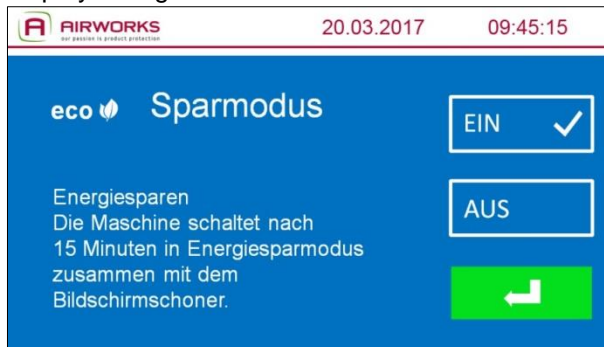 AIRWORKS
our passion is product protection
20.03.2017
09:45:15
eco
Sparmodus
EIN
Energiesparen
Die Maschine schaltet nach
15 Minuten in Energiesparmodus
zusammen mit dem
Bildschirmschoner.
AUS